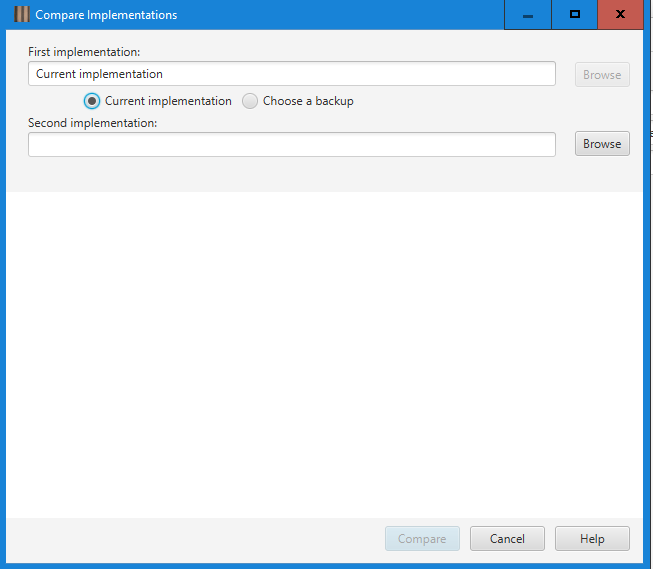 Compare Implementations
First implementation:
Current implementation
Browse
Current implementation Choose a backup
Second implementation:
Browse
Compare Cancel Help